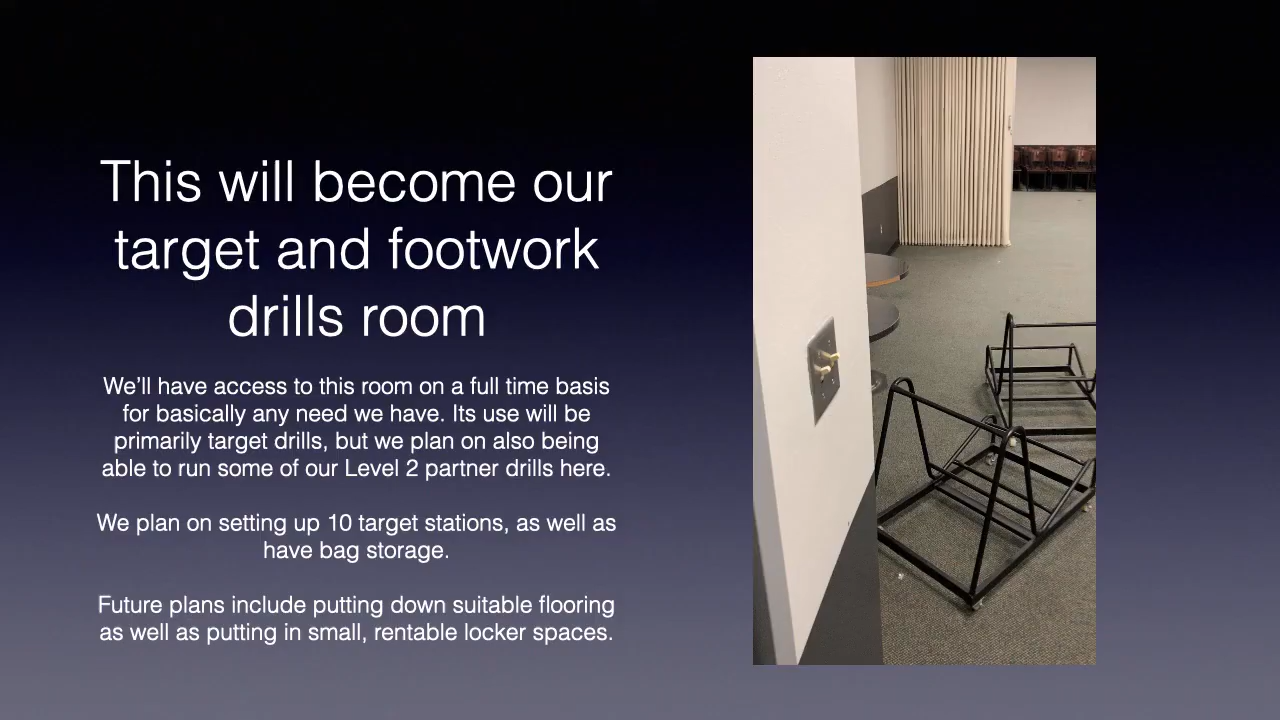 This will become our
target and footwork
drills room
We’ll have access to this room on a full time basis
for basically any need we have. Its use will be
primarily target drills, but we plan on also being
able to run some of our Level 2 partner drills here.
We plan on setting up 10 target stations, as well as
have bag storage.
Future plans include putting down suitable flooring
as well as putting in small, rentable locker spaces.